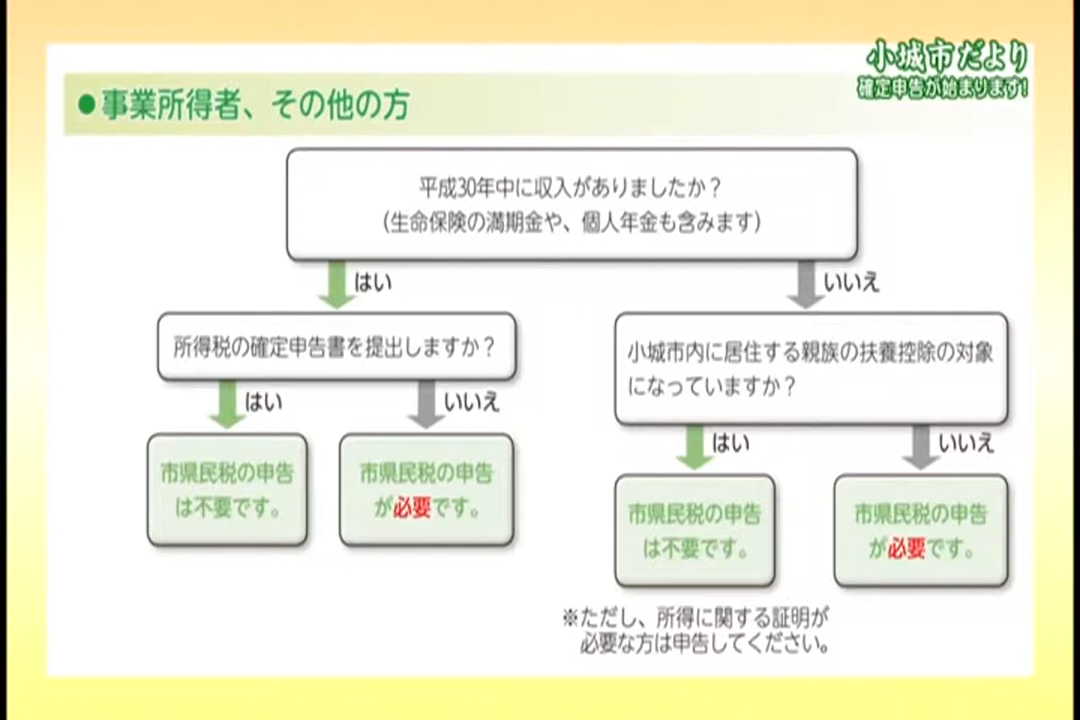 小城市だより
確定申告が始まります!
●事業所得者、その他の方
平成30年中に収入がありましたか？
（生命保険の満期金や、個人年金も含みます）
はい
いいえ
所得税の確定申告書を提出しますか？
小城市内に居住する親族の扶養控除の対象
になっていますか？
はい
いいえ
はい
いいえ
市県民税の申告
は不要です。
市県民税の申告
が必要です。
市県民税の申告
は不要です。
市県民税の申告
が必要です。
※ただし、所得に関する証明が
必要な方は申告してください。